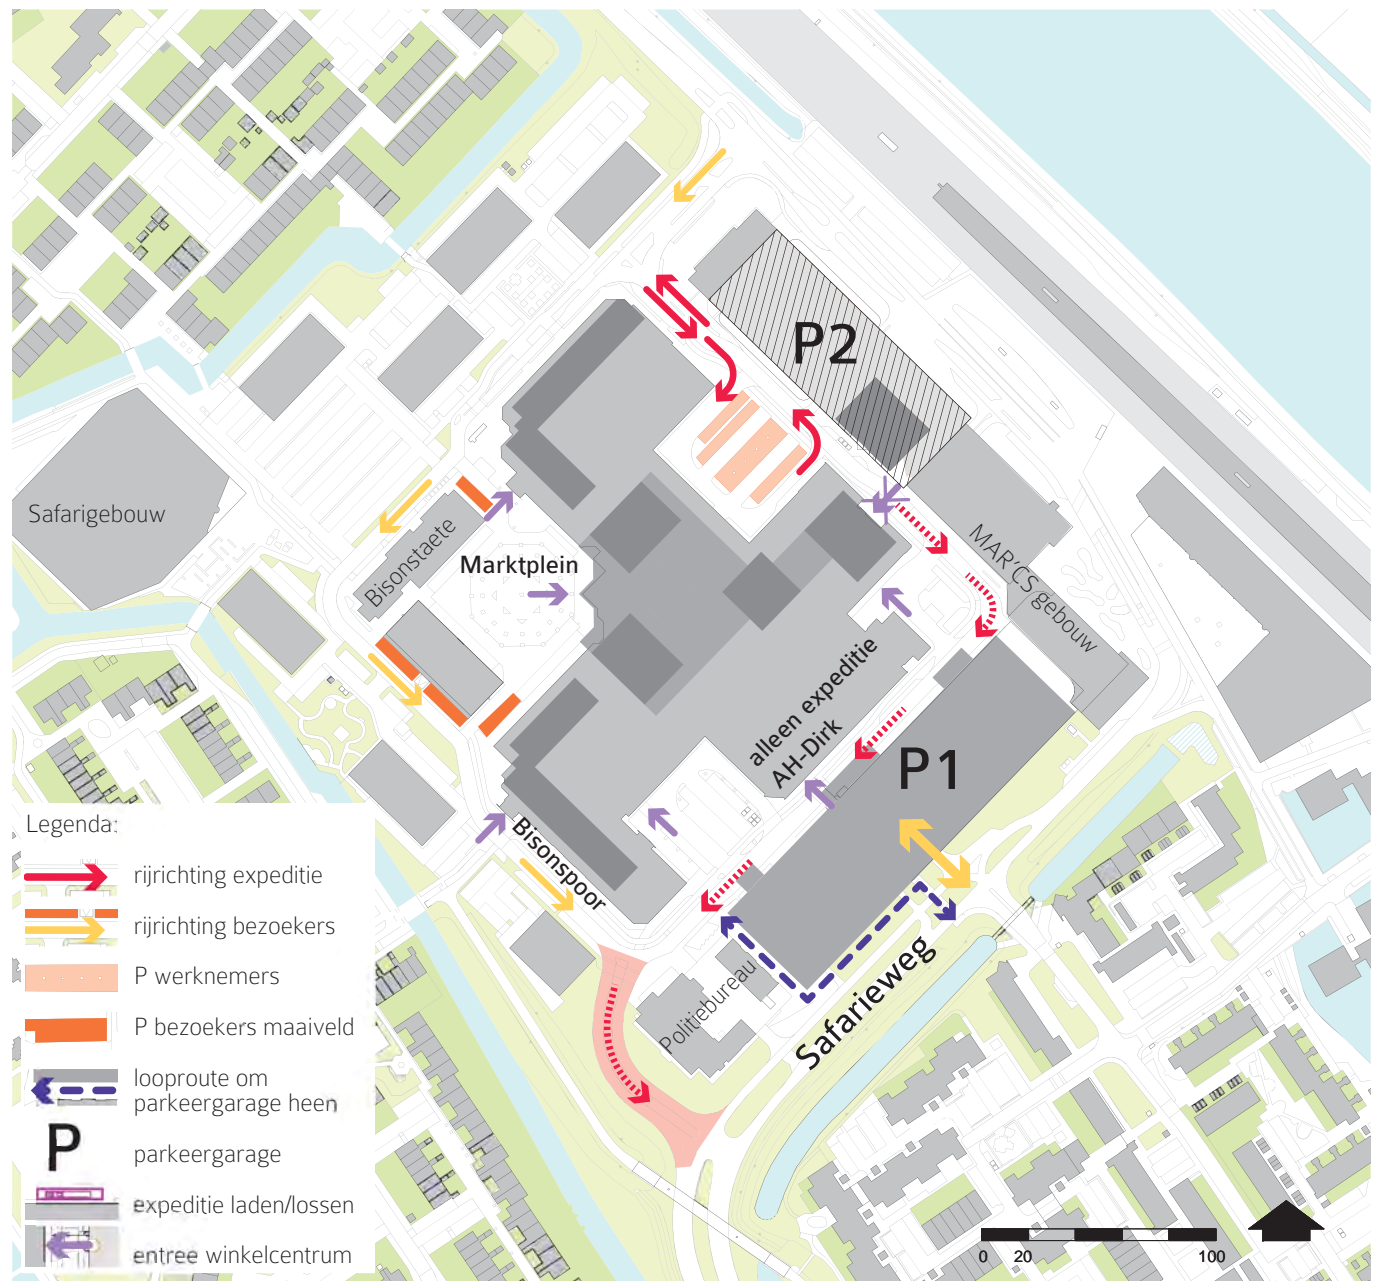 P2
Safarigebouw
Bisonstaete
Marktplein
MAR'CS gebouw
alleen expeditie
AH-Dirk
P1
Bisonspoor
Politiebureau
Safarieweg
Legenda:
rijrichting expeditie
rijrichting bezoekers
P werknemers
P bezoekers maaiveld
looproute om
parkeergarage heen
P
parkeergarage
expeditie laden/lossen
entree winkelcentrum
0 20 100